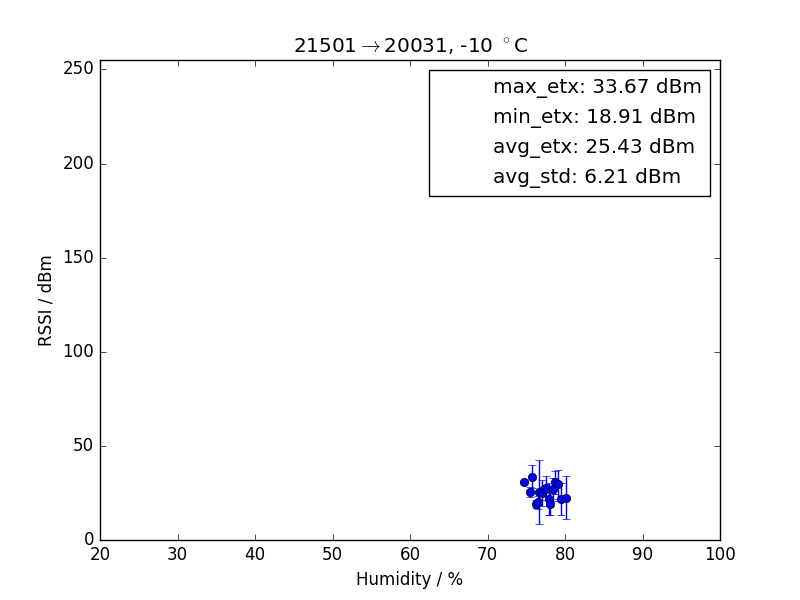 21501→20031, -10 °C
max_etx: 33.67 dBm
min_etx: 18.91 dBm
avg_etx: 25.43 dBm
avg_std: 6.21 dBm
250
200
150
100
50
0
RSSI / dBm
20 30 40 50 60 70 80 90 100
Humidity / %